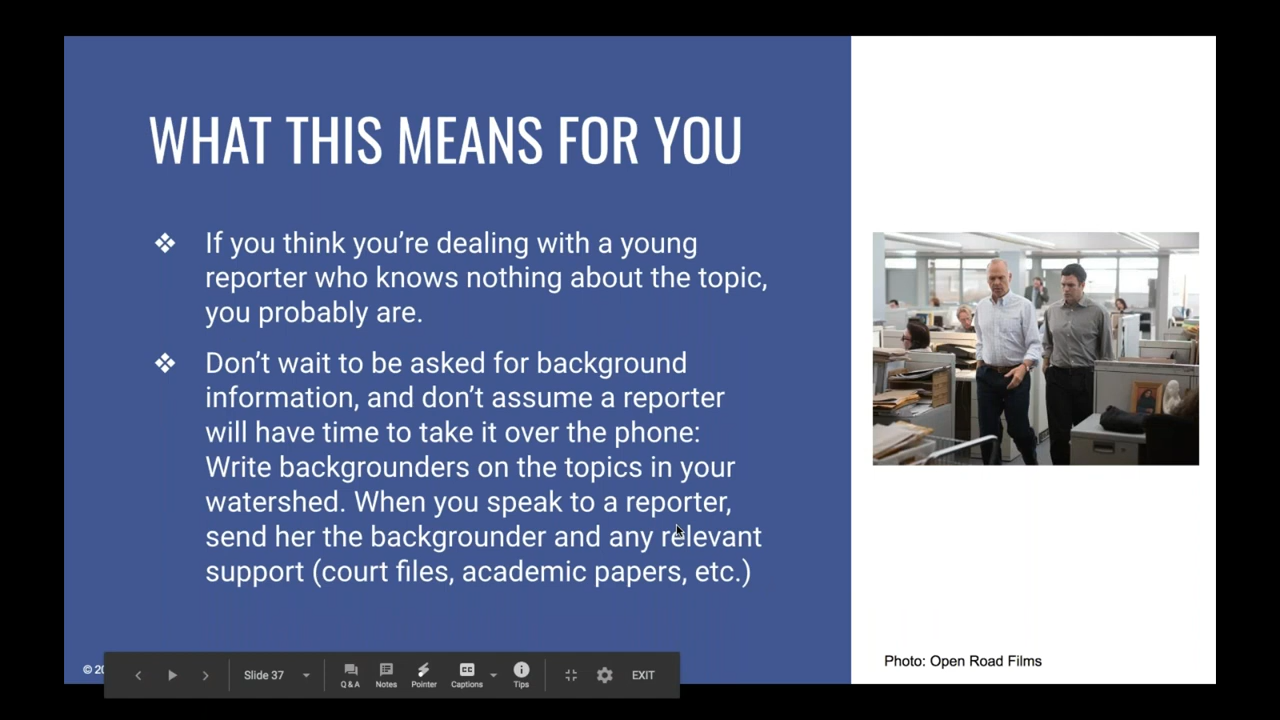 WHAT THIS MEANS FOR YOU
❖ If you think you’re dealing with a young
reporter who knows nothing about the topic,
you probably are.
❖ Don’t wait to be asked for background
information, and don’t assume a reporter
will have time to take it over the phone:
Write backgrounders on the topics in your
watershed. When you speak to a reporter,
send her the backgrounder and any relevant
support (court files, academic papers, etc.)
Photo: Open Road Films
©
Slide 37
Q & A
Notes
Pointer
CC
Captions
Tips
EXIT